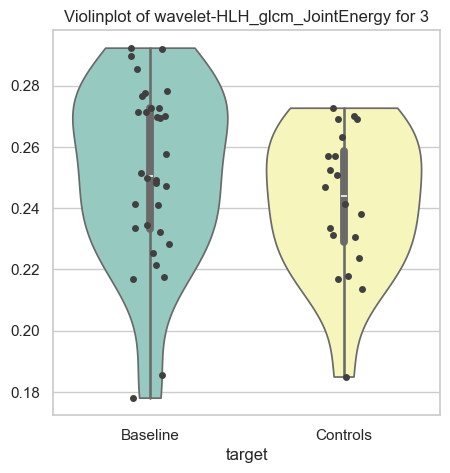 Violinplot of wavelet-HLH_glcm_JointEnergy for 3
0.28
0.26
0.24
0.22
0.20
0.18
Baseline
Controls
target